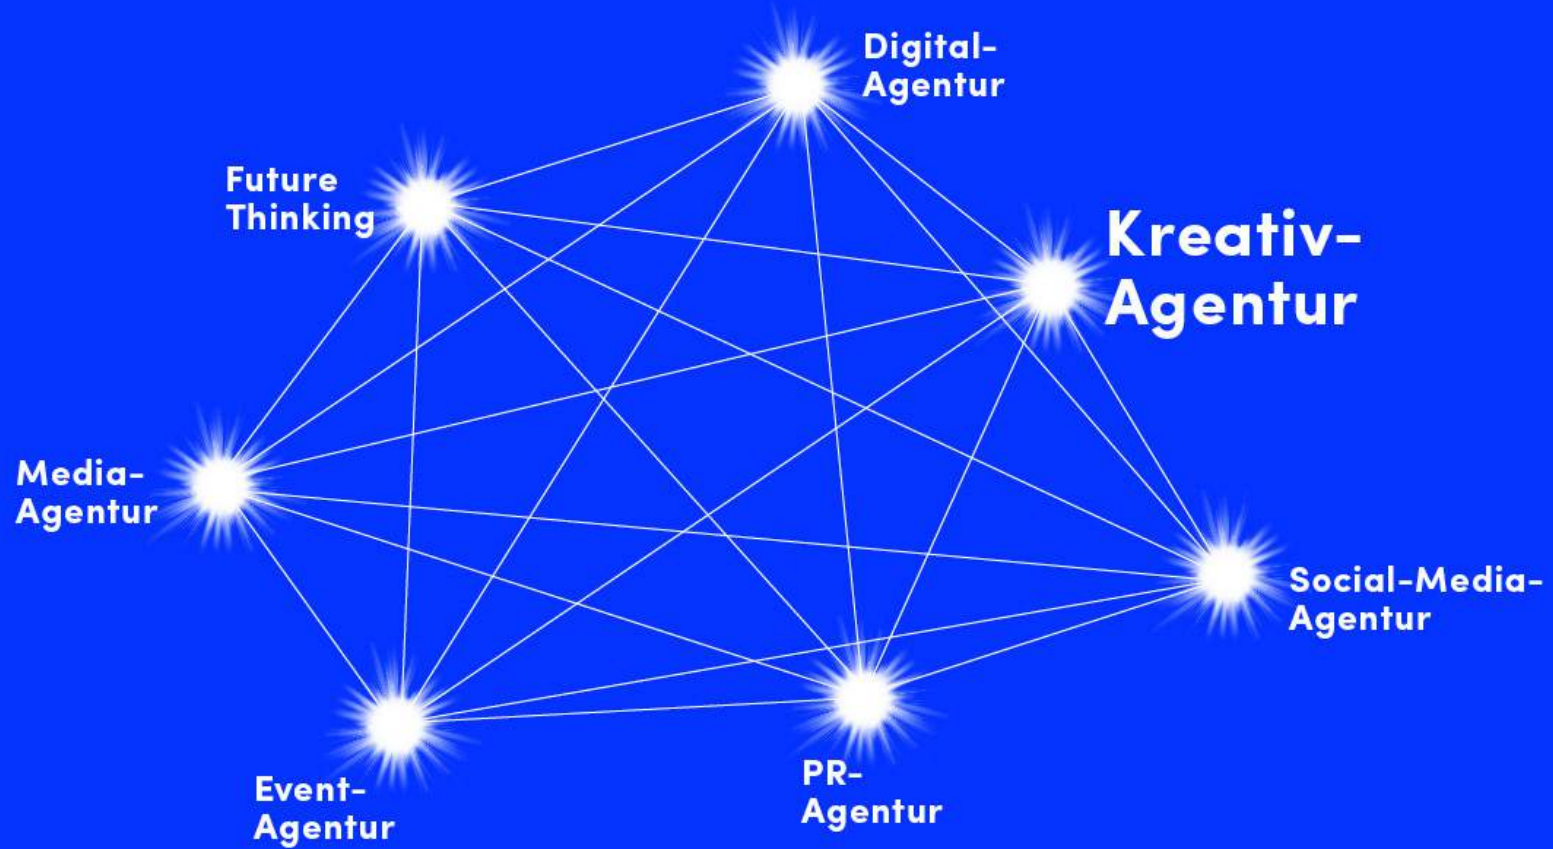 Digital-
Agentur
Future
Thinking
Kreativ-
Agentur
Media-
Agentur
Social-Media-
Agentur
PR-
Agentur
Event-
Agentur